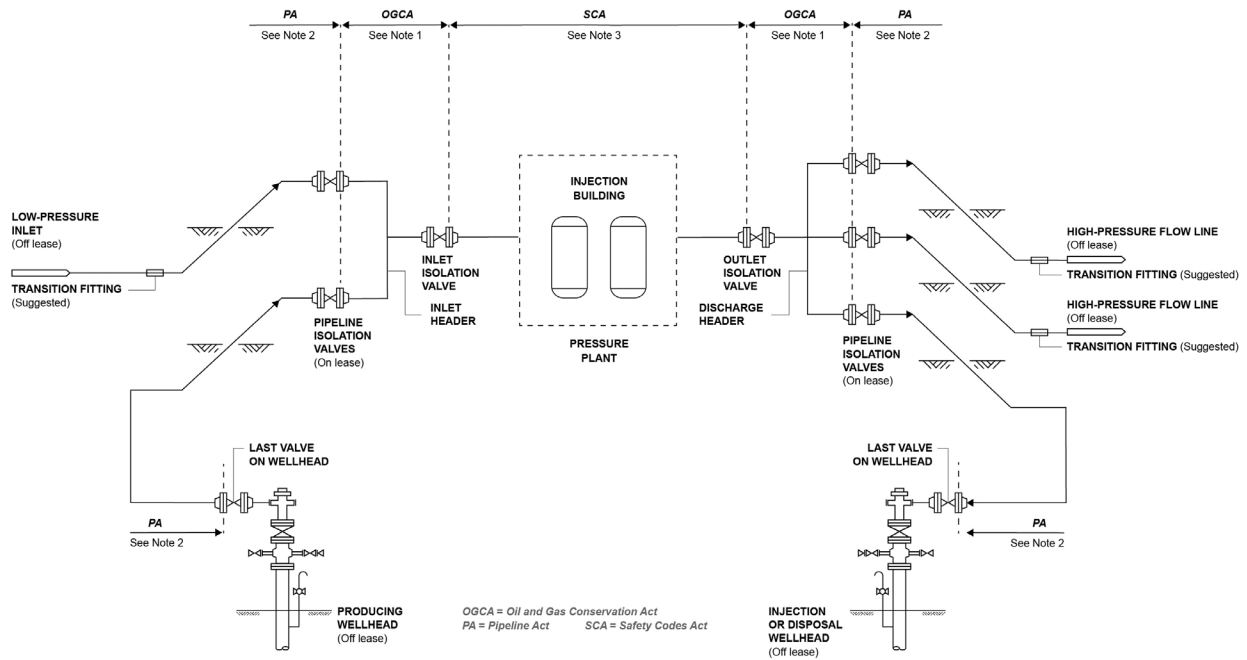 PA
See Note 2
OGCA
See Note 1
SCA
See Note 3
OGCA
See Note 1
PA
See Note 2
LOW-PRESSURE
INLET
(Off lease)
TRANSITION FITTING
(Suggested)
PIPELINE
ISOLATION
VALVES
(On lease)
INLET
ISOLATION
VALVE
INLET
HEADER
INJECTION
BUILDING
PRESSURE
PLANT
OUTLET
ISOLATION
VALVE
DISCHARGE
HEADER
PIPELINE
ISOLATION
VALVES
(On lease)
HIGH-PRESSURE FLOW LINE
(Off lease)
TRANSITION FITTING (Suggested)
HIGH-PRESSURE FLOW LINE
(Off lease)
TRANSITION FITTING (Suggested)
LAST VALVE
ON WELLHEAD
PA
See Note 2
PRODUCING
WELLHEAD
(Off lease)
LAST VALVE
ON WELLHEAD
PA
See Note 2
INJECTION
OR DISPOSAL
WELLHEAD
(Off lease)
OGCA = Oil and Gas Conservation Act
PA = Pipeline Act SCA = Safety Codes Act